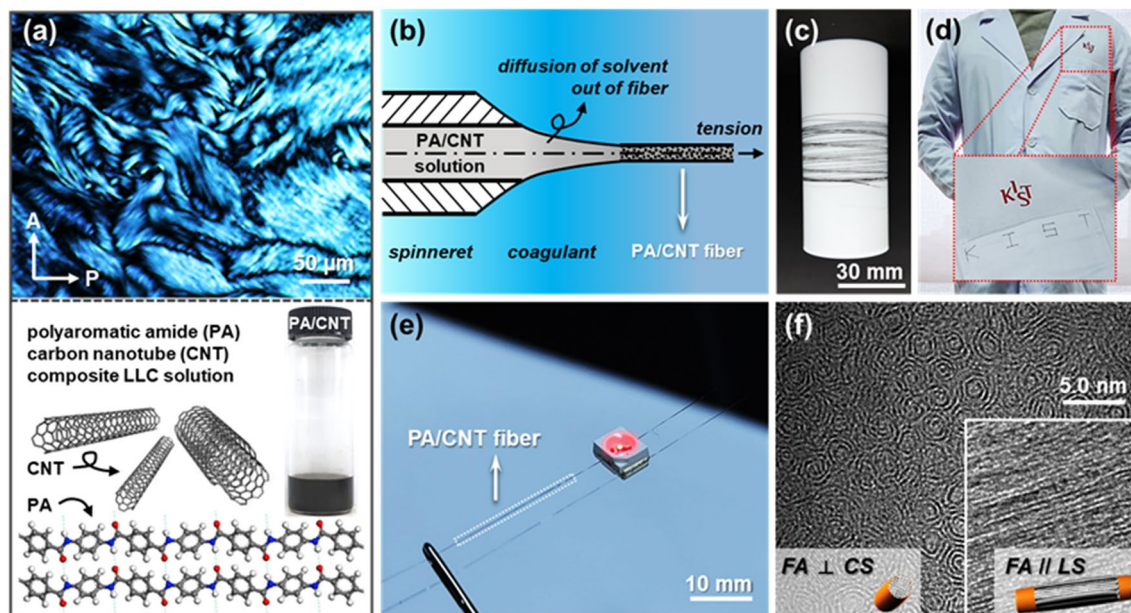 (a)
A
P
50 µm
polyaromatic amide (PA)
carbon nanotube (CNT)
composite LLC solution
PA/CNT
CNT
PA
(b)
diffusion of solvent
out of fiber
PA/CNT
solution
tension
spinneret
coagulant
PA/CNT fiber
(c)
30 mm
(d)
KIST
KIST
K I S T
(e)
PA/CNT fiber
10 mm
(f)
5.0 nm
FA ⊥ CS
FA // LS